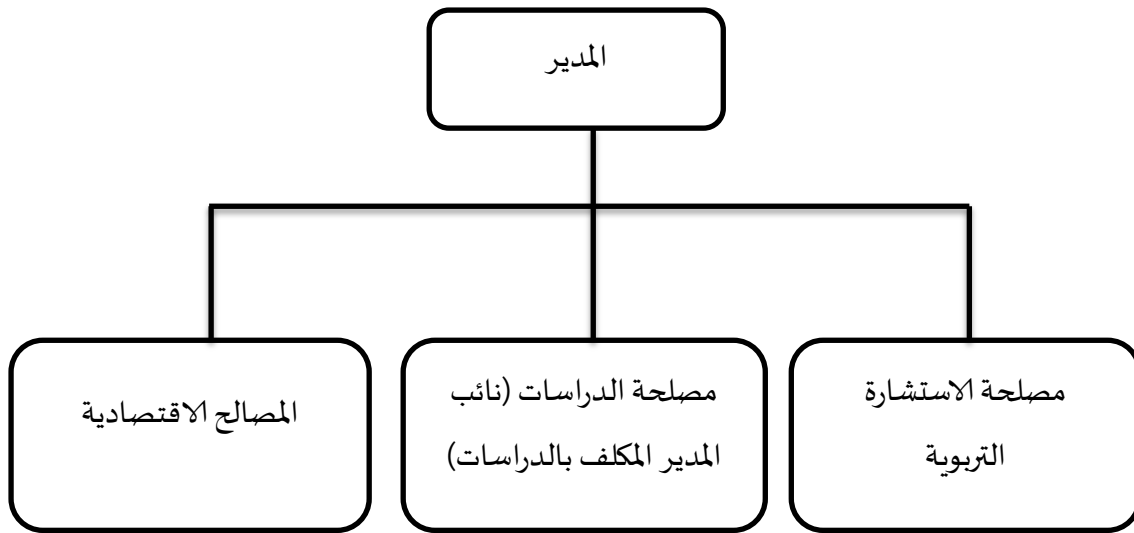 المدير
مصلحة الاستشارة
التربوية
مصلحة الدراسات (نائب
المدير المكلف بالدراسات)
المصالح الاقتصادية